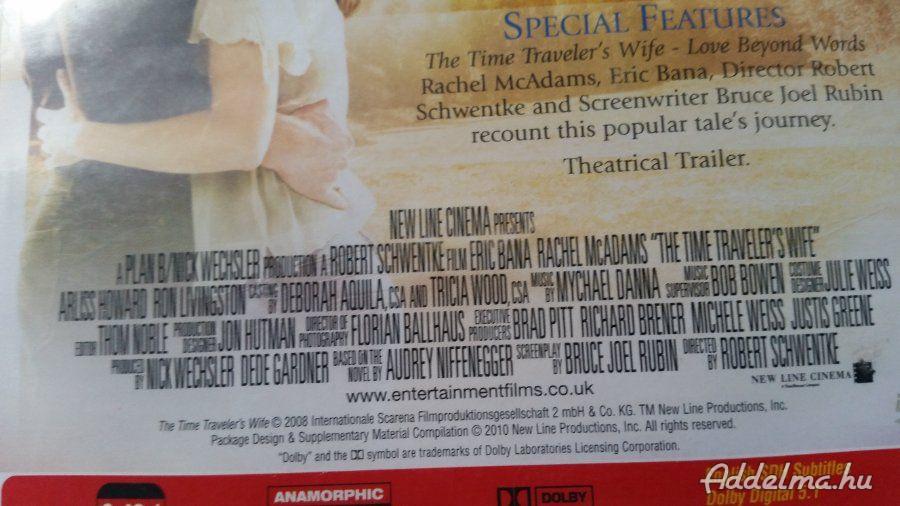 SPECIAL FEATURES
The Time Traveler's Wife - Love Beyond Words
Rachel McAdams, Eric Bana, Director Robert
Schwentke and Screenwriter Bruce Joel Rubin
recount this popular tale's journey.
Theatrical Trailer.
NEW LINE CINEMA PRESENTS
A PLAN B/NICK WECHSLER PRODUCTION A ROBERT SCHWENTKE FILM ERIC BANA RACHEL McADAMS "THE TIME TRAVELER'S WIFE"
ARLISS HOWARD RON LIVINGSTON CASTING BY DEBORAH AQUILA, CSA AND TRICIA WOOD, CSA MUSIC BY MYCHAEL DANNA MUSIC SUPERVISOR BOB BOWEN COSTUME DESIGNER JULIE WEISS
EDITOR THOM NOBLE PRODUCTION DESIGNER JON HUTMAN DIRECTOR OF PHOTOGRAPHY FLORIAN BALLHAUS EXECUTIVE PRODUCERS BRAD PITT RICHARD BRENER MICHELE WEISS JUSTIS GREENE
PRODUCED BY NICK WECHSLER DEDE GARDNER BASED ON THE NOVEL BY AUDREY NIFFENEGGER SCREENPLAY BY BRUCE JOEL RUBIN DIRECTED BY ROBERT SCHWENTKE
www.entertainmentfilms.co.uk
NEW LINE CINEMA
The Time Traveler's Wife © 2008 Internationale Scarena Filmproduktionsgesellschaft 2 mbH & Co. KG. TM New Line Productions, Inc.
Package Design & Supplementary Material Compilation © 2010 New Line Productions, Inc. All rights reserved.
"Dolby" and the DD symbol are trademarks of Dolby Laboratories Licensing Corporation.
ANAMORPHIC
DOLBY
English SDH Subtitles
Dolby Digital 5.1
Addelma.hu